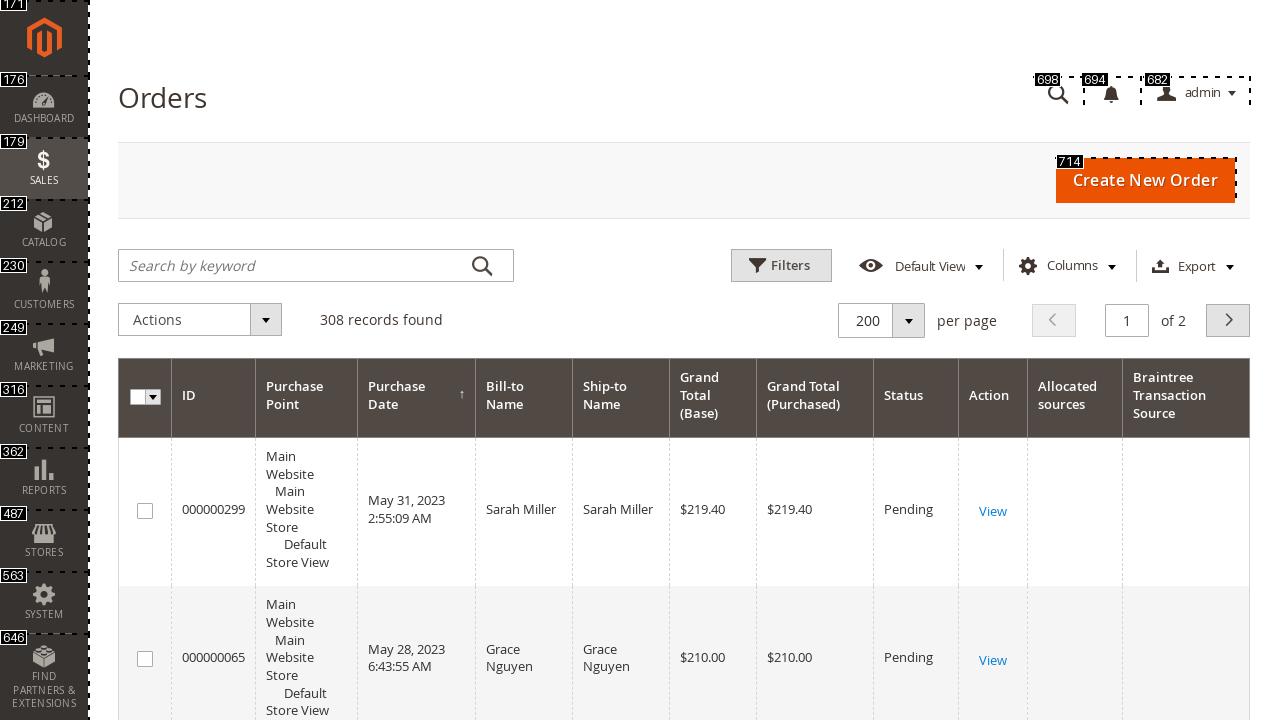 171
176
DASHBOARD
179
SALES
212
CATALOG
230
CUSTOMERS
249
MARKETING
316
CONTENT
362
REPORTS
487
STORES
563
SYSTEM
646
FIND
PARTNERS &
EXTENSIONS
Orders
698
694
682
admin
714
Create New Order
Search by keyword
Filters
Default View
Columns
Export
Actions
308 records found
200
per page
1
of 2
ID
Purchase
Point
Purchase
Date
↑
Bill-to
Name
Ship-to
Name
Grand
Total
(Base)
Grand Total
(Purchased)
Status
Action
Allocated
sources
Braintree
Transaction
Source
000000299
Main
Website
Main
Website
Store
Default
Store View
May 31, 2023
2:55:09 AM
Sarah Miller
Sarah Miller
$219.40
$219.40
Pending
View
000000065
Main
Website
Main
Website
Store
Default
Store View
May 28, 2023
6:43:55 AM
Grace
Nguyen
Grace
Nguyen
$210.00
$210.00
Pending
View